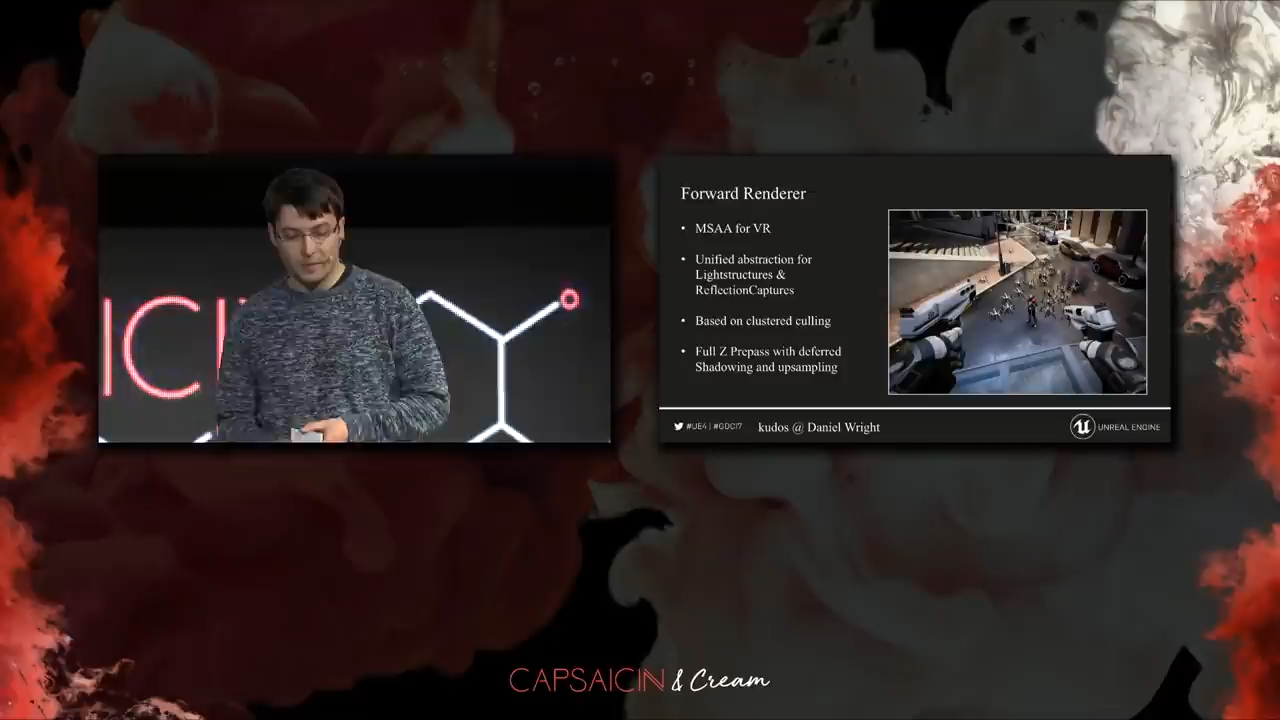 ICI
Forward Renderer
• MSAA for VR
• Unified abstraction for
Lightstructures &
ReflectionCaptures
• Based on clustered culling
• Full Z Prepass with deferred
Shadowing and upsampling
#UE4 | #GDC17
kudos @ Daniel Wright
UNREAL ENGINE
CAPSAICIN & Cream